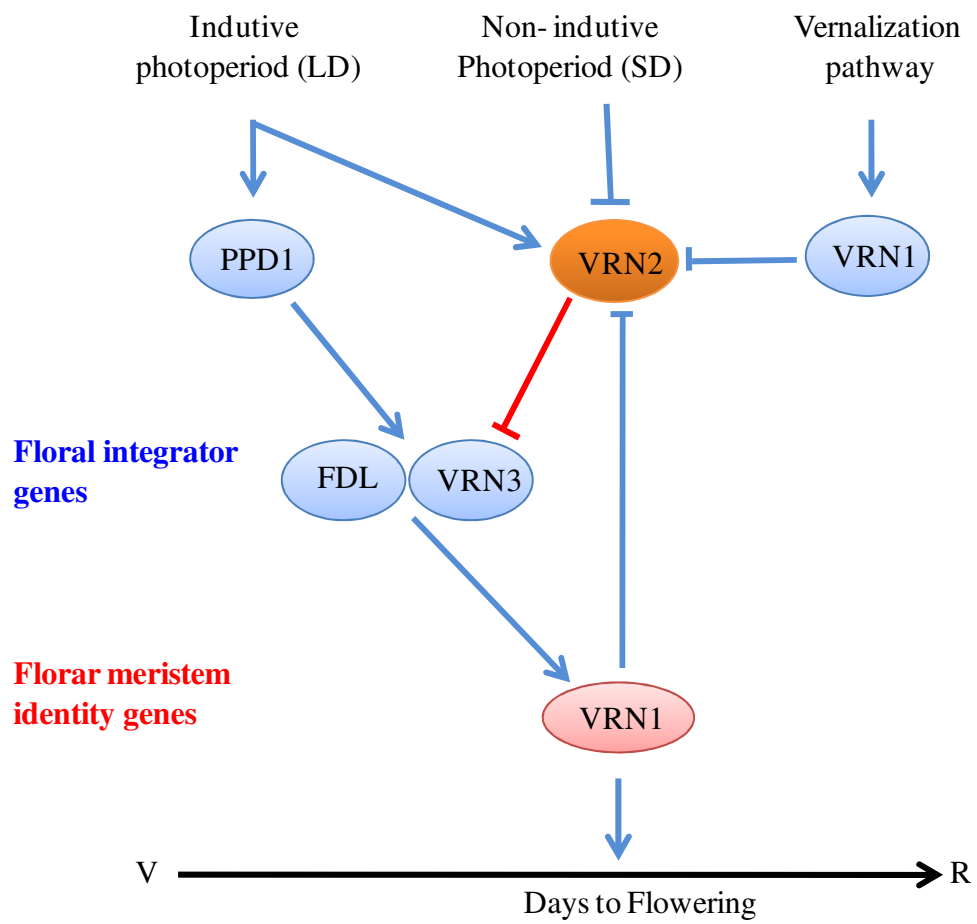 Indutive
photoperiod (LD)
Non- indutive
Photoperiod (SD)
Vernalization
pathway
PPD1
VRN2
VRN1
Floral integrator
genes
FDL
VRN3
Florar meristem
identity genes
VRN1
V
R
Days to Flowering